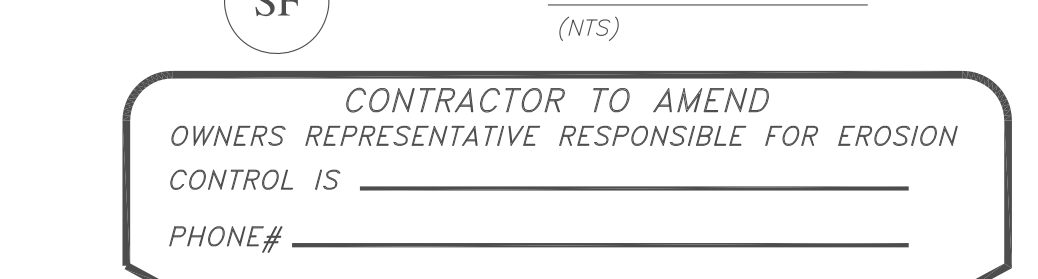 SF
(NTS)
CONTRACTOR TO AMEND
OWNERS REPRESENTATIVE RESPONSIBLE FOR EROSION
CONTROL IS
PHONE#